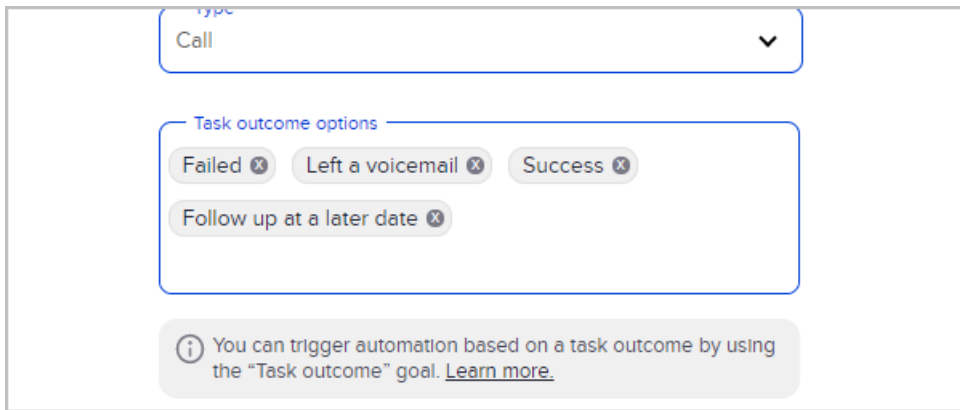 Type
Call
Task outcome options
Failed Left a voicemail Success
Follow up at a later date
You can trigger automation based on a task outcome by using
the “Task outcome” goal. Learn more.